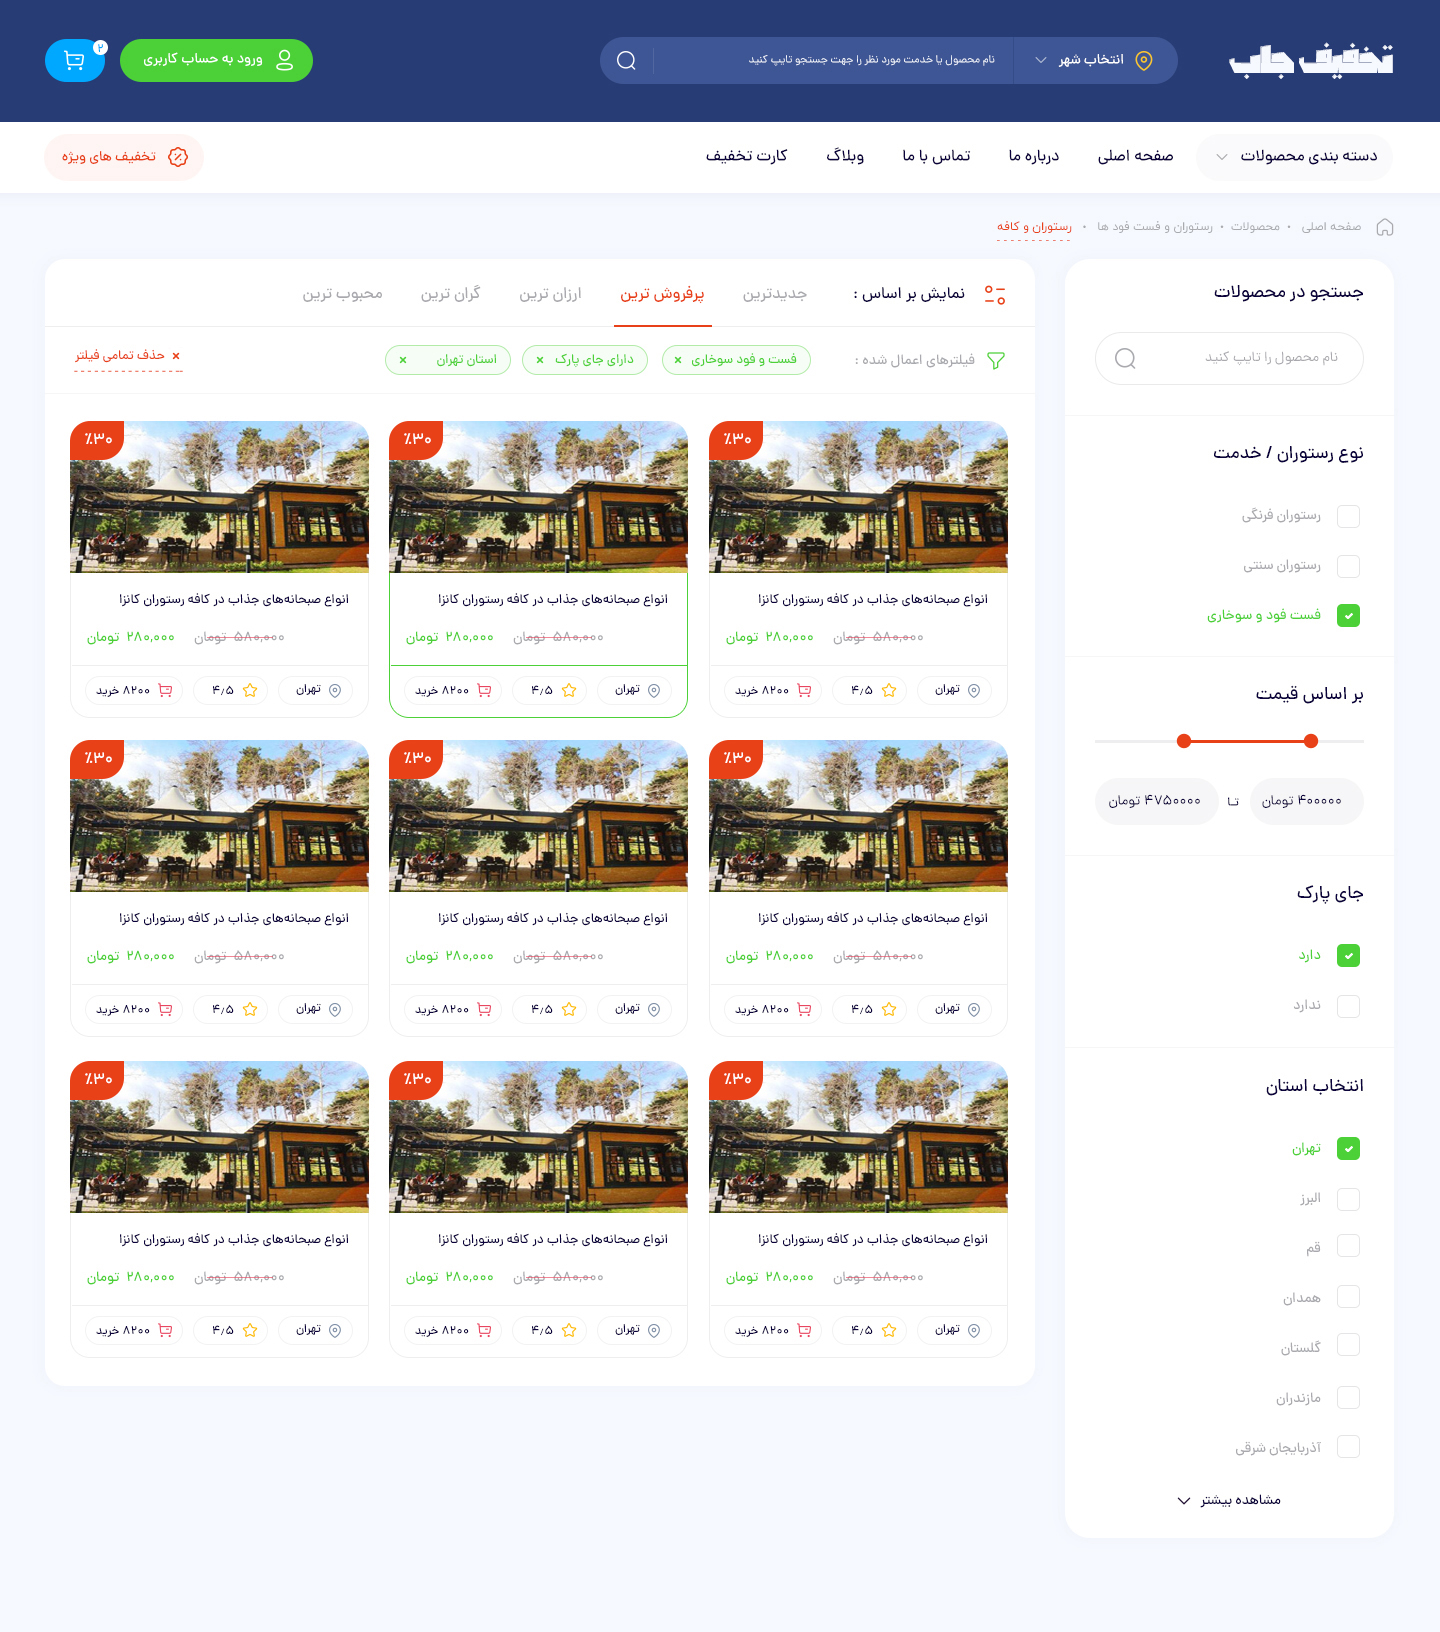 تخفیف جاب
انتخاب شهر
نام محصول یا خدمت مورد نظر را جهت جستجو تایپ کنید
ورود به حساب کاربری
۲
دسته بندی محصولات
صفحه اصلی
درباره ما
تماس با ما
وبلاگ
کارت تخفیف
تخفیف های ویژه
صفحه اصلی • محصولات • رستوران و فست فود ها • رستوران و کافه
جستجو در محصولات
نام محصول را تایپ کنید
نوع رستوران / خدمت
رستوران فرنگی
رستوران سنتی
فست فود و سوخاری
بر اساس قیمت
۴۰۰۰۰۰ تومان تا ۴۷۵۰۰۰۰ تومان
جای پارک
دارد
ندارد
انتخاب استان
تهران
البرز
قم
همدان
گلستان
مازندران
آذربایجان شرقی
مشاهده بیشتر
نمایش بر اساس :
جدیدترین
پرفروش ترین
ارزان ترین
گران ترین
محبوب ترین
فیلترهای اعمال شده :
فست و فود سوخاری ×
دارای جای پارک ×
استان تهران ×
× حذف تمامی فیلتر
٪۳۰
انواع صبحانه‌های جذاب در کافه رستوران کانزا
۵۸۰,۰۰۰ تومان ۲۸۰,۰۰۰ تومان
تهران ۴/۵ ۸۲۰۰ خرید
٪۳۰
انواع صبحانه‌های جذاب در کافه رستوران کانزا
۵۸۰,۰۰۰ تومان ۲۸۰,۰۰۰ تومان
تهران ۴/۵ ۸۲۰۰ خرید
٪۳۰
انواع صبحانه‌های جذاب در کافه رستوران کانزا
۵۸۰,۰۰۰ تومان ۲۸۰,۰۰۰ تومان
تهران ۴/۵ ۸۲۰۰ خرید
٪۳۰
انواع صبحانه‌های جذاب در کافه رستوران کانزا
۵۸۰,۰۰۰ تومان ۲۸۰,۰۰۰ تومان
تهران ۴/۵ ۸۲۰۰ خرید
٪۳۰
انواع صبحانه‌های جذاب در کافه رستوران کانزا
۵۸۰,۰۰۰ تومان ۲۸۰,۰۰۰ تومان
تهران ۴/۵ ۸۲۰۰ خرید
٪۳۰
انواع صبحانه‌های جذاب در کافه رستوران کانزا
۵۸۰,۰۰۰ تومان ۲۸۰,۰۰۰ تومان
تهران ۴/۵ ۸۲۰۰ خرید
٪۳۰
انواع صبحانه‌های جذاب در کافه رستوران کانزا
۵۸۰,۰۰۰ تومان ۲۸۰,۰۰۰ تومان
تهران ۴/۵ ۸۲۰۰ خرید
٪۳۰
انواع صبحانه‌های جذاب در کافه رستوران کانزا
۵۸۰,۰۰۰ تومان ۲۸۰,۰۰۰ تومان
تهران ۴/۵ ۸۲۰۰ خرید
٪۳۰
انواع صبحانه‌های جذاب در کافه رستوران کانزا
۵۸۰,۰۰۰ تومان ۲۸۰,۰۰۰ تومان
تهران ۴/۵ ۸۲۰۰ خرید